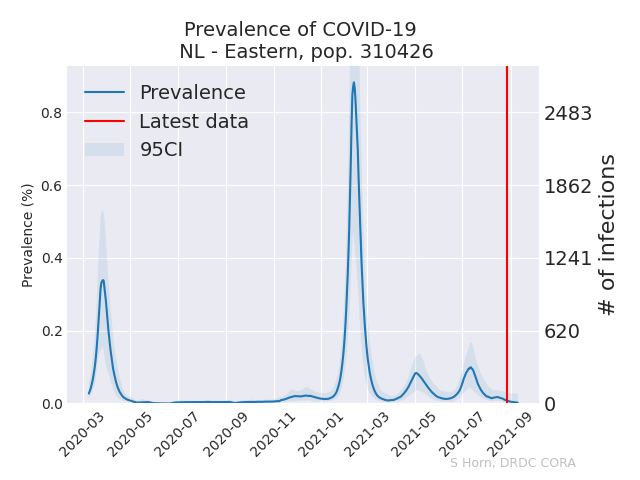 Prevalence of COVID-19
NL - Eastern, pop. 310426
Prevalence
Latest data
95CI
Prevalence (%)
0.8
0.6
0.4
0.2
0.0
2483
1862
1241
620
0
# of infections
2020-03
2020-05
2020-07
2020-09
2020-11
2021-01
2021-03
2021-05
2021-07
2021-09
S Horn, DRDC CORA